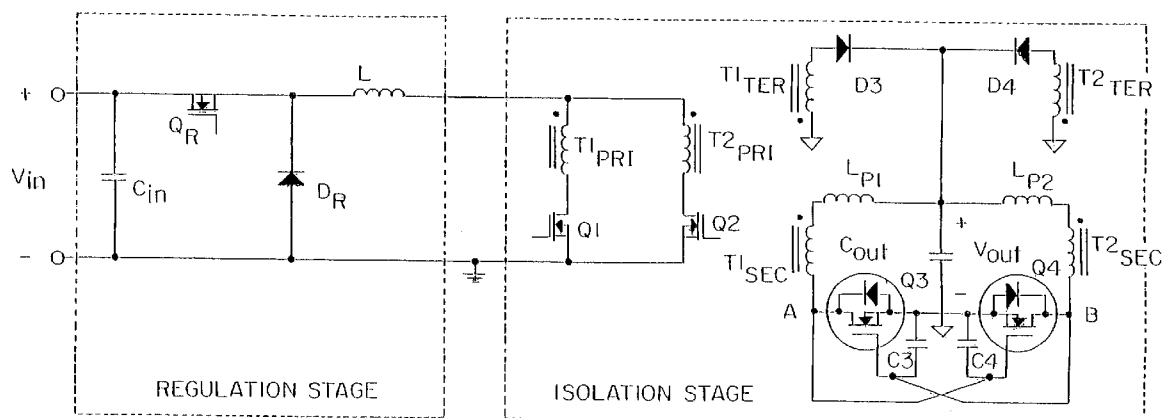 T1TER
D3
D4
T2TER
L
+
QR
T1PRI
T2PRI
LP1
LP2
Vin
Cin
DR
Q1
Q2
+
T1SEC
Cout
Vout
T2SEC
Q3
Q4
-
-
A
B
C3
C4
REGULATION STAGE
ISOLATION STAGE